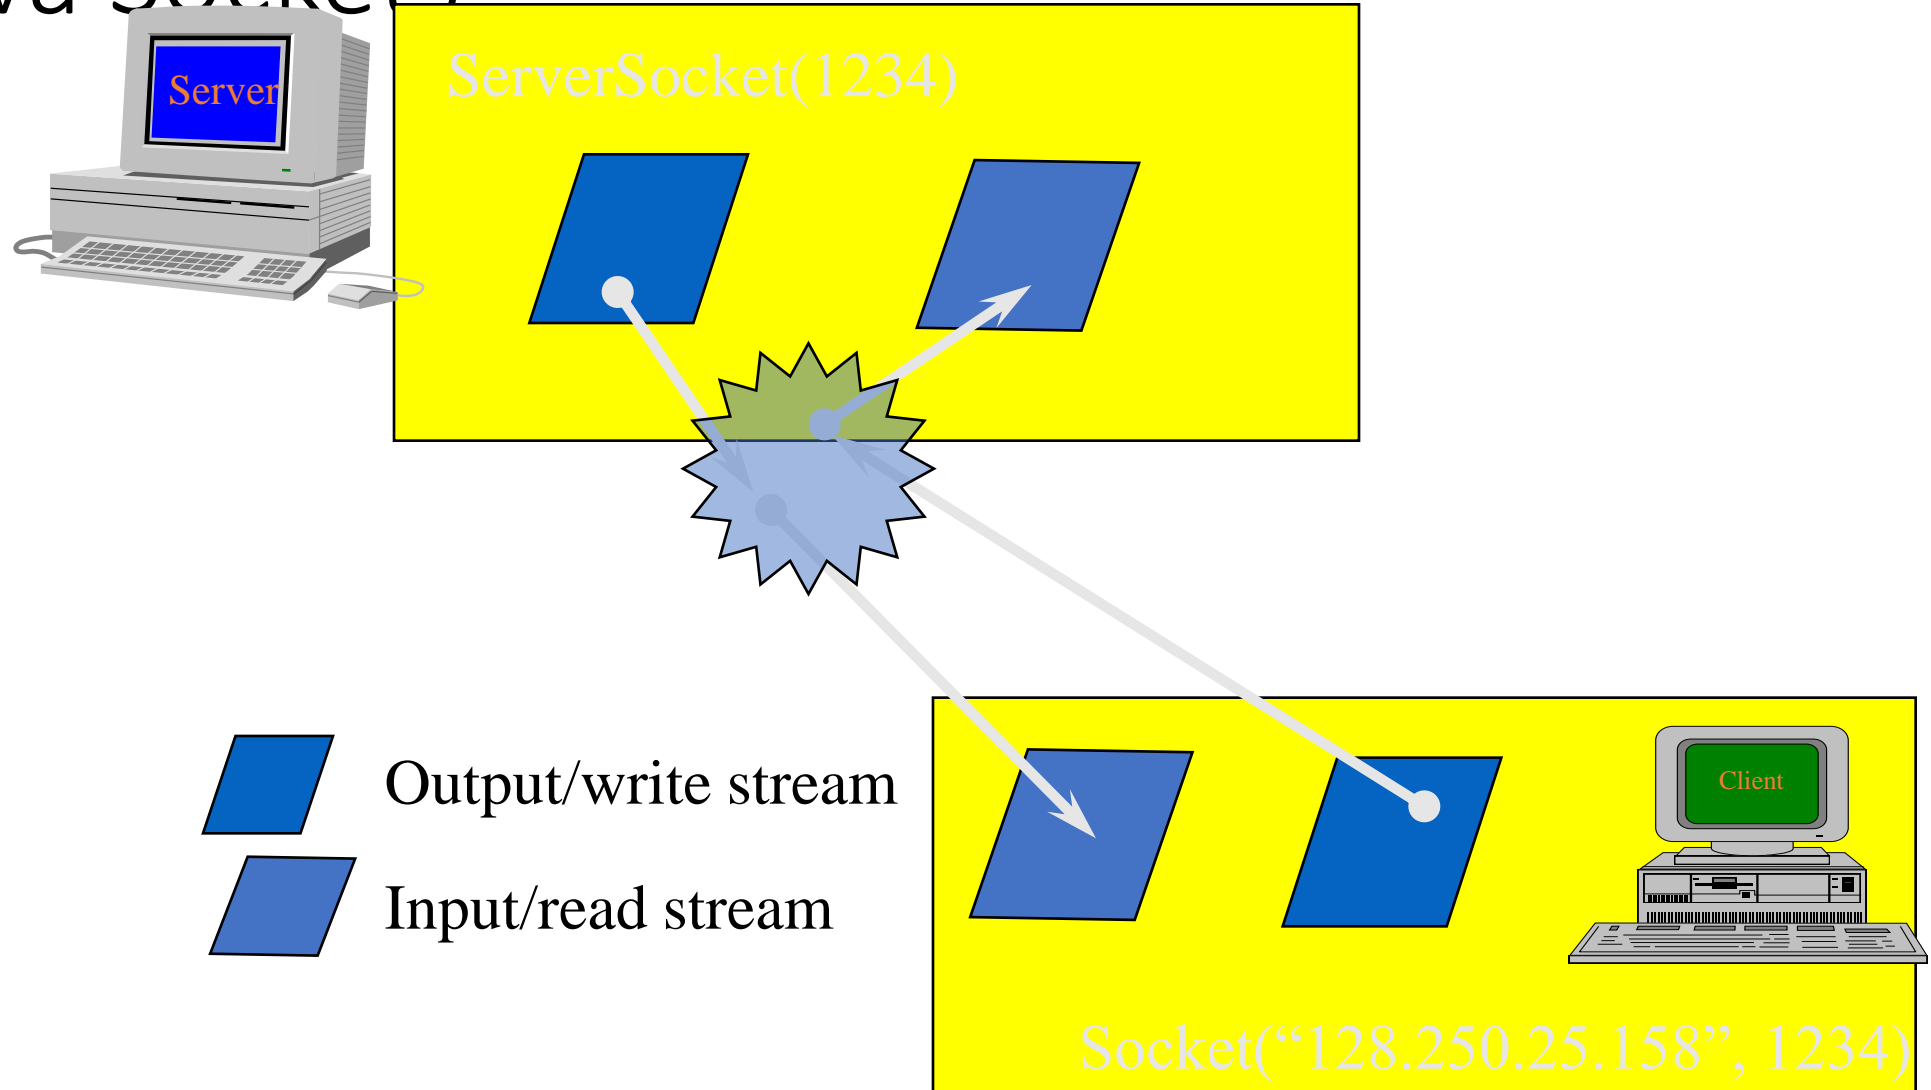 Server
ServerSocket(1234)
Output/write stream
Input/read stream
Client
Socket(“128.250.25.158”, 1234)